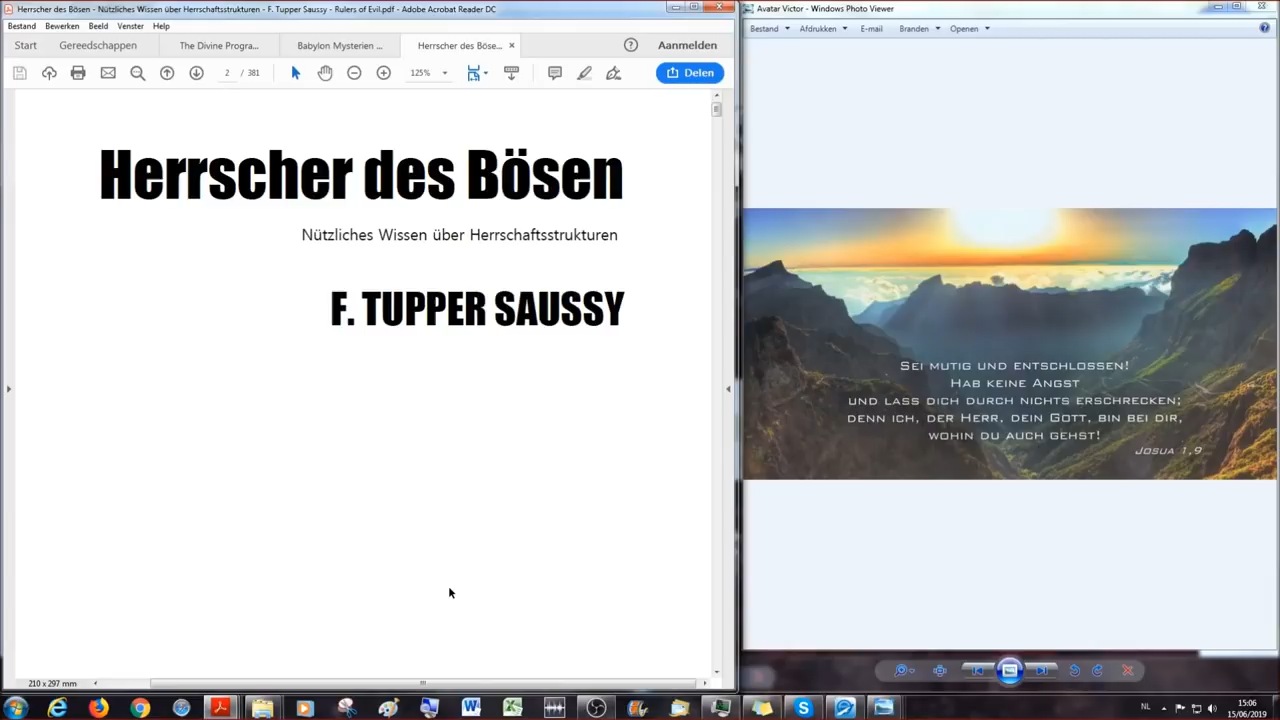 Herrscher des Bösen - Nützliches Wissen über Herrschaftsstrukturen - F. Tupper Saussy - Rulers of Evil.pdf - Adobe Acrobat Reader DC
Bestand Bewerken Beeld Venster Help
Start Gereedschappen The Divine Progra... Babylon Mysterien ... Herrscher des Böse... × Aanmelden
2 / 381 125% Delen
Herrscher des Bösen
Nützliches Wissen über Herrschaftsstrukturen
F. TUPPER SAUSSY
210 x 297 mm
Avatar Victor - Windows Photo Viewer
Bestand Afdrukken E-mail Branden Openen
Sei mutig und entschlossen!
Hab keine Angst
und lass dich durch nichts erschrecken;
denn ich, der Herr, dein Gott, bin bei dir,
wohin du auch gehst!
Josua 1,9
NL 15:06
15/06/2019